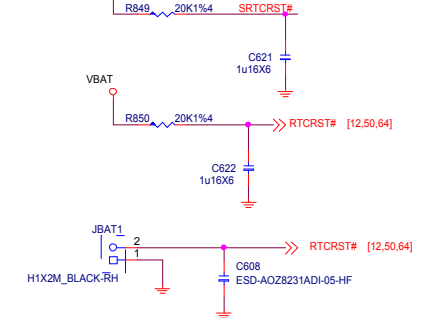 R849 20K1%4 SRTCRST#
C621
1u16X6
VBAT
R850 20K1%4 RTCRST# [12,50,64]
C622
1u16X6
JBAT1
2 RTCRST# [12,50,64]
1
C608
H1X2M_BLACK-RH ESD-AOZ8231ADI-05-HF